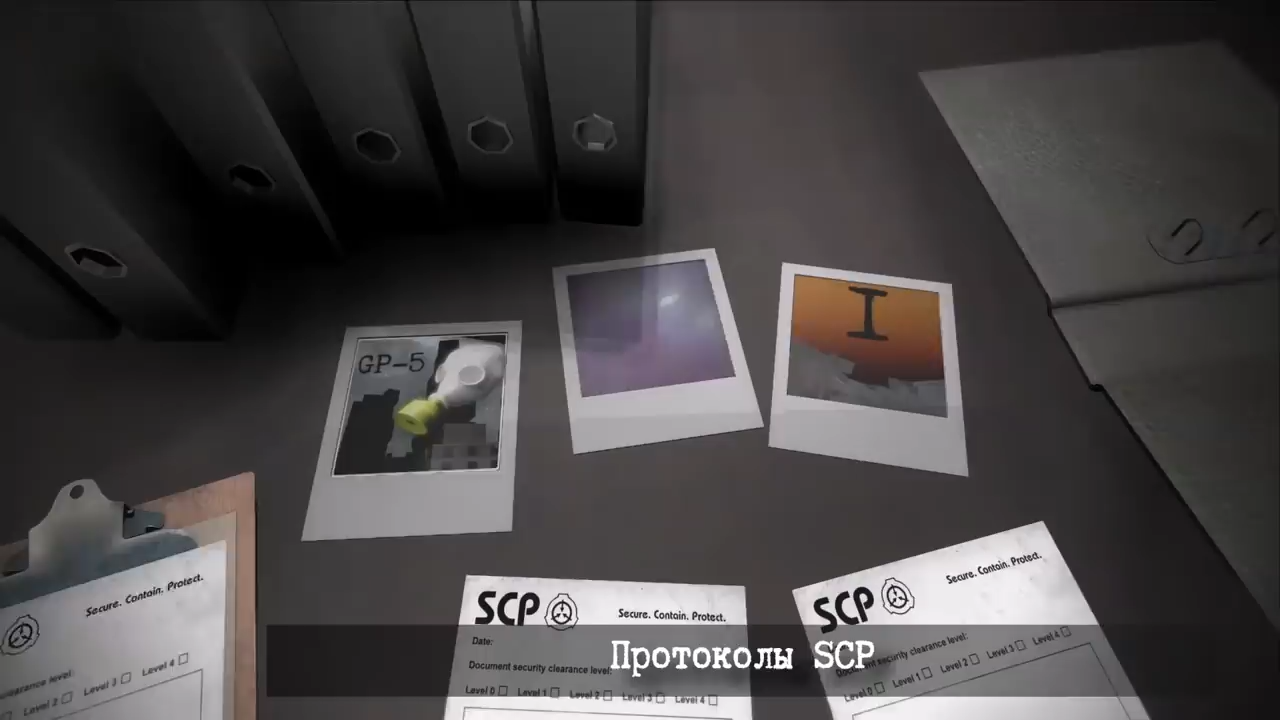 GP-5
I
Secure. Contain. Protect.
Level 4
Level 2
Level 3
SCP
Secure. Contain. Protect.
Date:
Document security clearance level:
Level 0
Level 1
Level 2
Level 3
Level 4
SCP
Secure. Contain. Protect.
Document security clearance level:
Level 0
Level 1
Level 2
Level 3
Level 4
Протоколы SCP